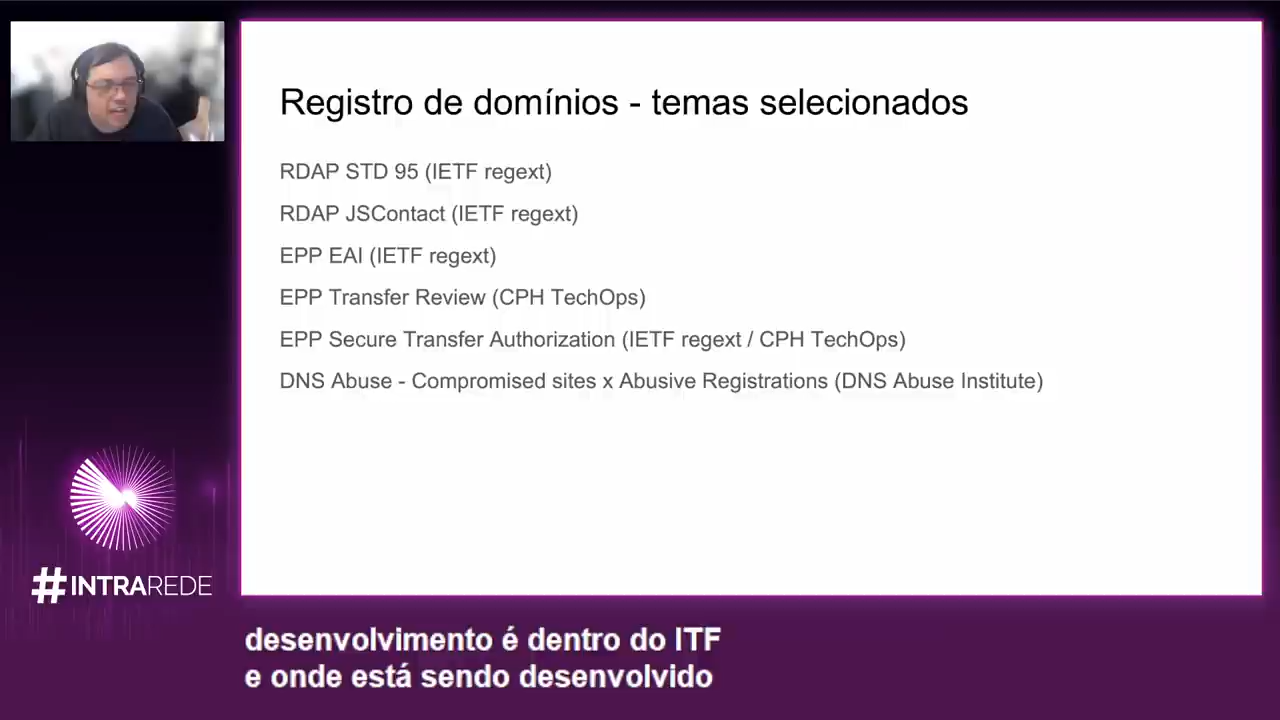 Registro de domínios - temas selecionados
RDAP STD 95 (IETF regext)
RDAP JSContact (IETF regext)
EPP EAI (IETF regext)
EPP Transfer Review (CPH TechOps)
EPP Secure Transfer Authorization (IETF regext / CPH TechOps)
DNS Abuse - Compromised sites x Abusive Registrations (DNS Abuse Institute)
#INTRAREDE
desenvolvimento é dentro do ITF
e onde está sendo desenvolvido